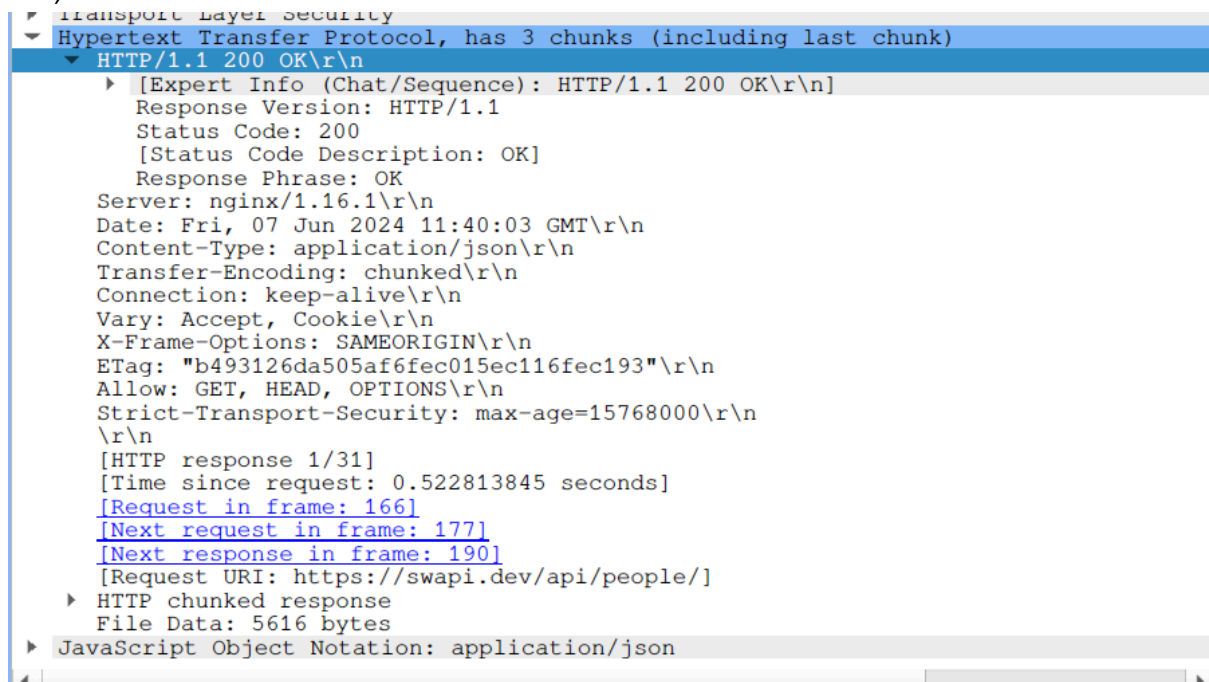 Transport Layer Security
Hypertext Transfer Protocol, has 3 chunks (including last chunk)
HTTP/1.1 200 OK\r\n
[Expert Info (Chat/Sequence): HTTP/1.1 200 OK\r\n]
Response Version: HTTP/1.1
Status Code: 200
[Status Code Description: OK]
Response Phrase: OK
Server: nginx/1.16.1\r\n
Date: Fri, 07 Jun 2024 11:40:03 GMT\r\n
Content-Type: application/json\r\n
Transfer-Encoding: chunked\r\n
Connection: keep-alive\r\n
Vary: Accept, Cookie\r\n
X-Frame-Options: SAMEORIGIN\r\n
ETag: "b493126da505af6fec015ec116fec193"\r\n
Allow: GET, HEAD, OPTIONS\r\n
Strict-Transport-Security: max-age=15768000\r\n
\r\n
[HTTP response 1/31]
[Time since request: 0.522813845 seconds]
[Request in frame: 166]
[Next request in frame: 177]
[Next response in frame: 190]
[Request URI: https://swapi.dev/api/people/]
HTTP chunked response
File Data: 5616 bytes
JavaScript Object Notation: application/json